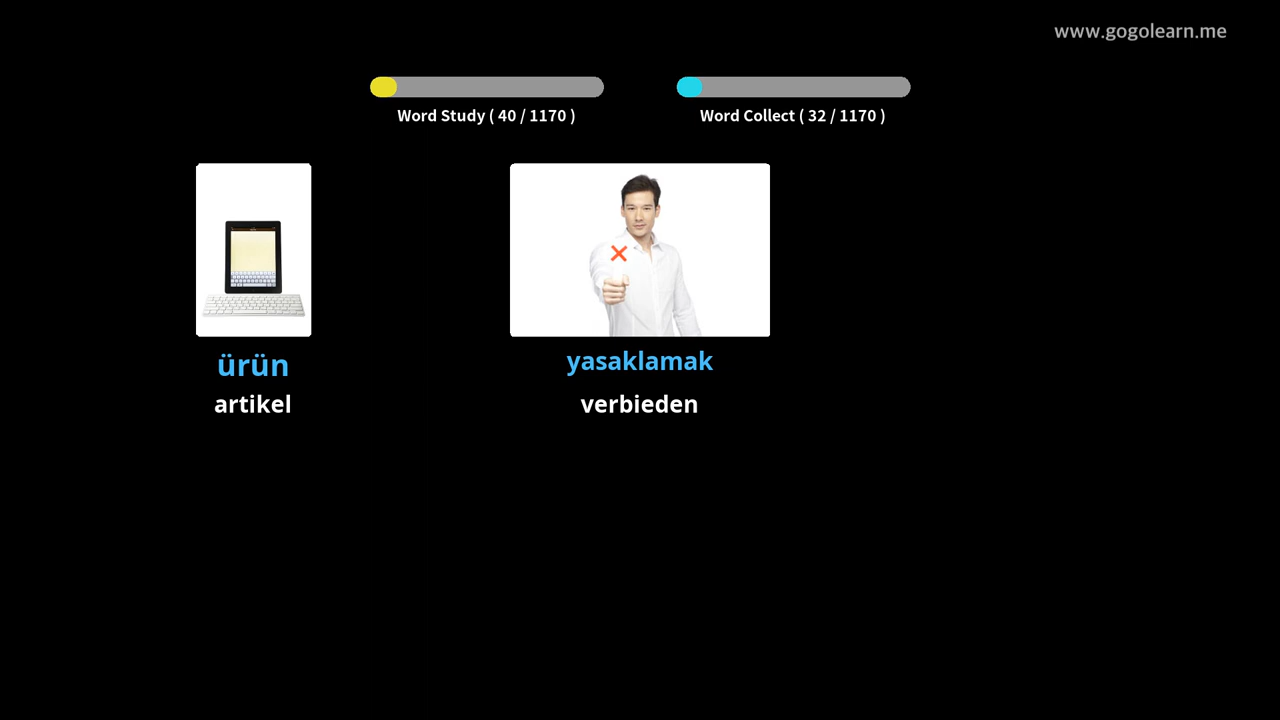 www.gogolearn.me
Word Study ( 40 / 1170 )
Word Collect ( 32 / 1170 )
ürün
artikel
yasaklamak
verbieden